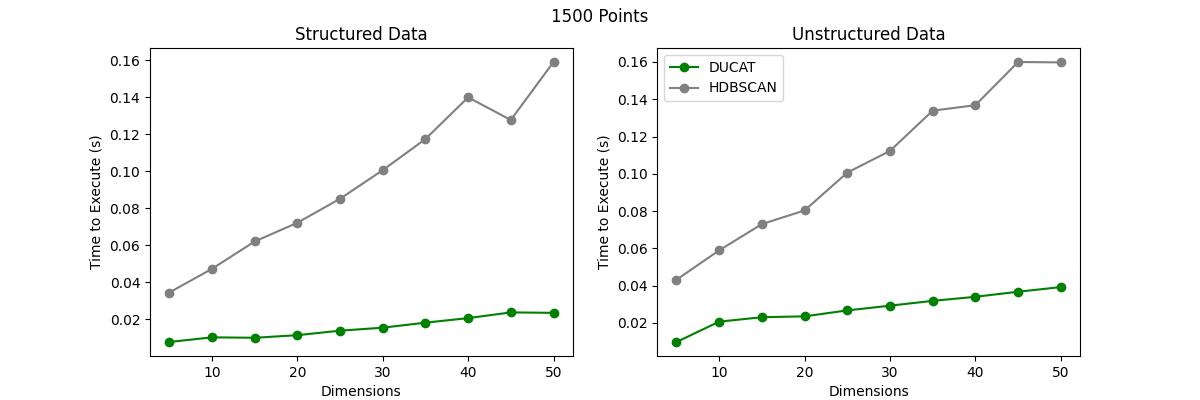 1500 Points
Structured Data
Time to Execute (s)
0.16
0.14
0.12
0.10
0.08
0.06
0.04
0.02
10 20 30 40 50
Dimensions
Unstructured Data
DUCAT
HDBSCAN
Time to Execute (s)
0.16
0.14
0.12
0.10
0.08
0.06
0.04
0.02
10 20 30 40 50
Dimensions